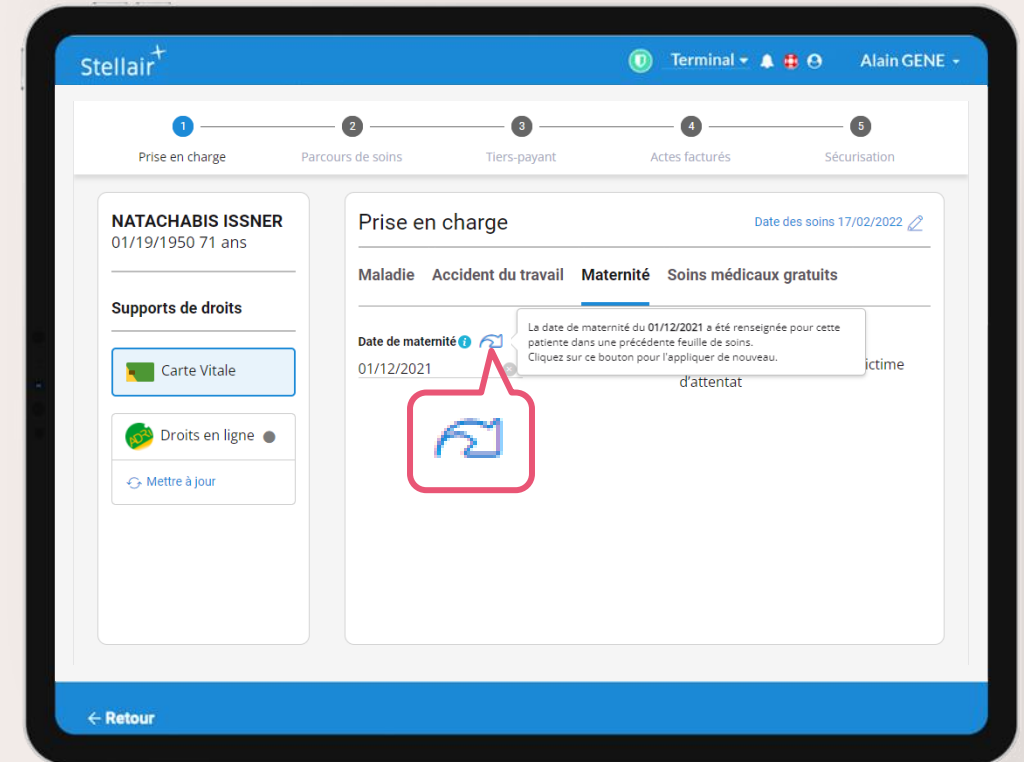 Stellair+
Terminal
Alain GENE
1 2 3 4 5
Prise en charge
Parcours de soins
Tiers-payant
Actes facturés
Sécurisation
NATACHABIS ISSNER
01/19/1950 71 ans
Supports de droits
Carte Vitale
ADRi
Droits en ligne
Mettre à jour
Prise en charge
Date des soins 17/02/2022
Maladie Accident du travail Maternité Soins médicaux gratuits
Date de maternité i
01/12/2021
La date de maternité du 01/12/2021 a été renseignée pour cette
patiente dans une précédente feuille de soins.
Cliquez sur ce bouton pour l'appliquer de nouveau.
d'attentat
← Retour